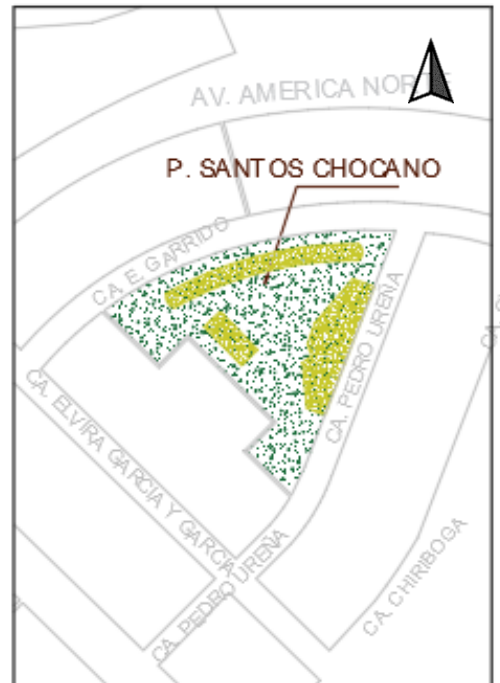 AV. AMERICA NORTE
P. SANTOS CHOCANO
CA. E. GARRIDO
CA. PEDRO UREÑA
CA. ELVIRA GARCIA Y GARCIA
CA. PEDRO UREÑA
CA. CHIRIBOGA